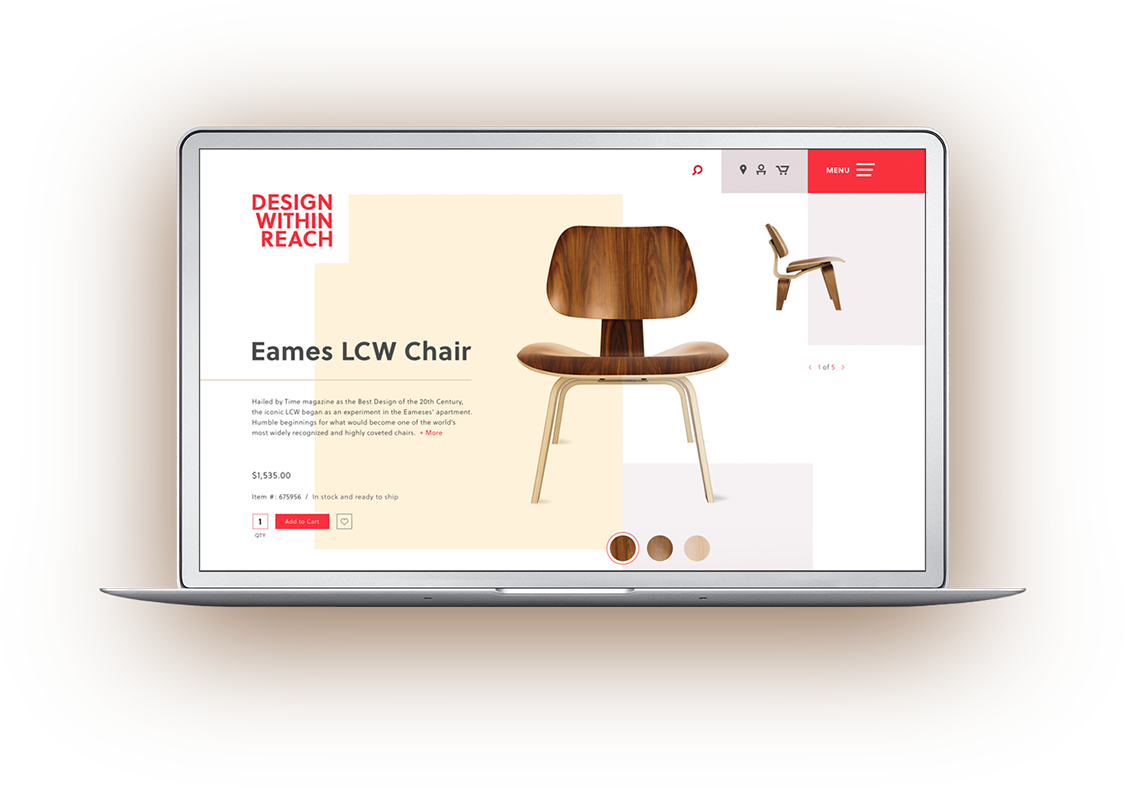 MENU
DESIGN
WITHIN
REACH
Eames LCW Chair
< 1 of 5 >
Hailed by Time magazine as the Best Design of the 20th Century,
the iconic LCW began as an experiment in the Eameses' apartment.
Humble beginnings for what would become one of the world's
most widely recognized and highly coveted chairs. + More
$1,535.00
Item #: 675956 / In stock and ready to ship
1 Add to Cart
QTY